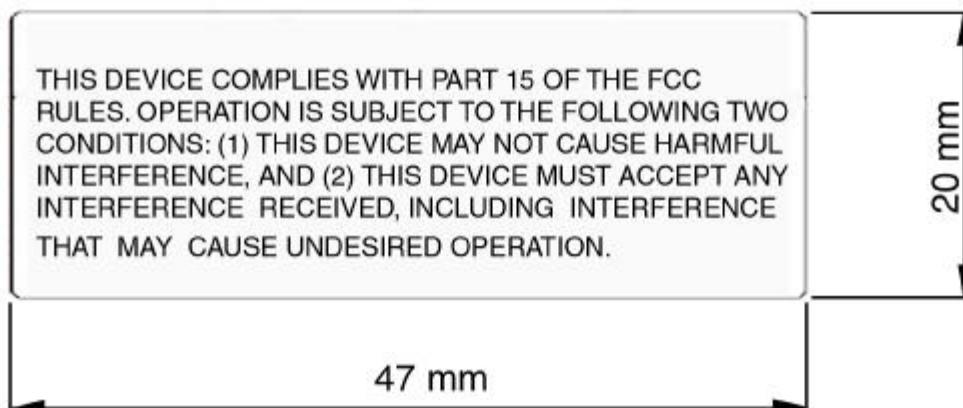 THIS DEVICE COMPLIES WITH PART 15 OF THE FCC
RULES. OPERATION IS SUBJECT TO THE FOLLOWING TWO
CONDITIONS: (1) THIS DEVICE MAY NOT CAUSE HARMFUL
INTERFERENCE, AND (2) THIS DEVICE MUST ACCEPT ANY
INTERFERENCE RECEIVED, INCLUDING INTERFERENCE
THAT MAY CAUSE UNDESIRED OPERATION.
20 mm
47 mm